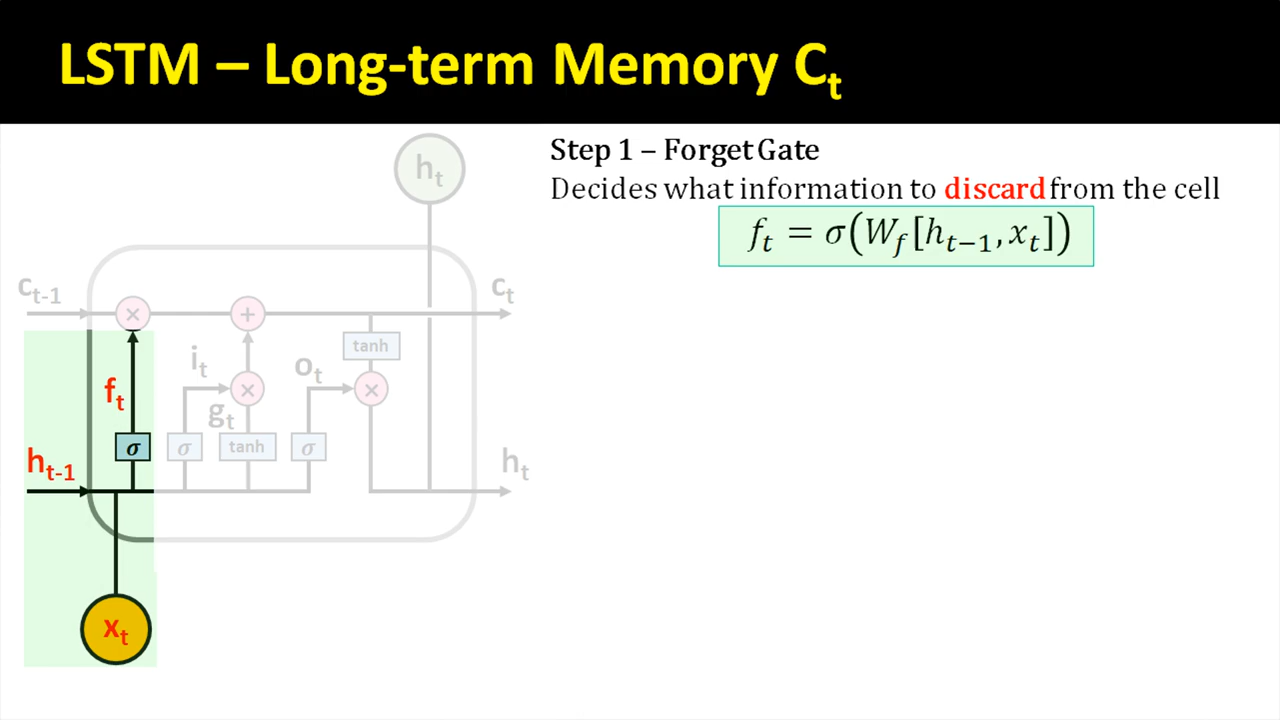 LSTM – Long-term Memory Cₜ
Step 1 – Forget Gate
Decides what information to discard from the cell
fₜ = σ(W_f[hₜ₋₁, xₜ])
hₜ
cₜ₋₁
cₜ
×
+
tanh
iₜ
oₜ
fₜ
×
×
gₜ
σ
σ
tanh
σ
hₜ₋₁
hₜ
xₜ